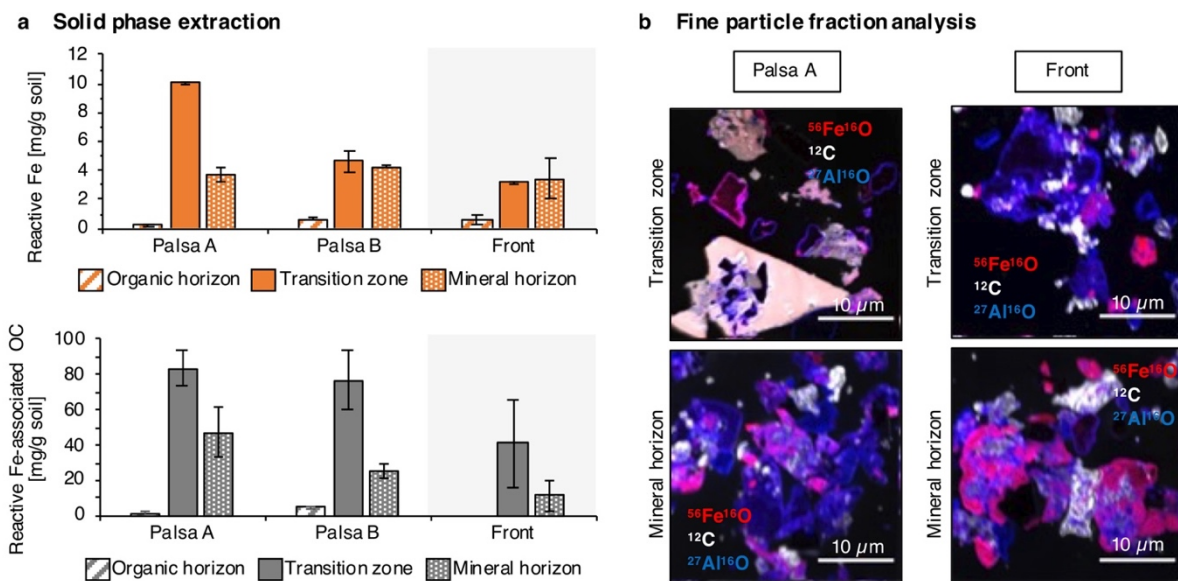 a Solid phase extraction
Reactive Fe [mg/g soil]
12
10
8
6
4
2
0
Palsa A
Palsa B
Front
Organic horizon
Transition zone
Mineral horizon
Reactive Fe-associated OC
[mg/g soil]
100
80
60
40
20
0
Palsa A
Palsa B
Front
Organic horizon
Transition zone
Mineral horizon
b Fine particle fraction analysis
Palsa A
Front
Transition zone
⁵⁶Fe¹⁶O
¹²C
²⁷Al¹⁶O
10 µm
Transition zone
⁵⁶Fe¹⁶O
¹²C
²⁷Al¹⁶O
10 µm
Mineral horizon
⁵⁶Fe¹⁶O
¹²C
²⁷Al¹⁶O
10 µm
Mineral horizon
⁵⁶Fe¹⁶O
¹²C
²⁷Al¹⁶O
10 µm